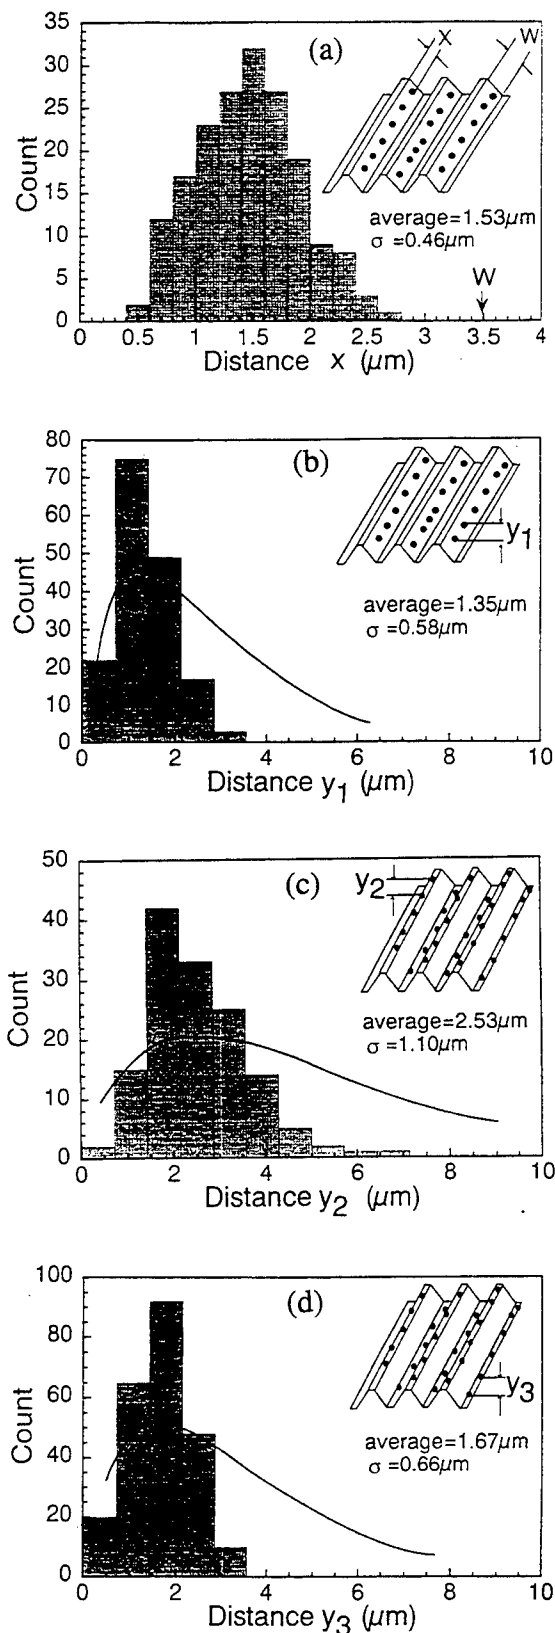 (a)
X
W
35
30
25
20
15
10
5
0
Count
average=1.53μm
σ =0.46μm
W
0 0.5 1 1.5 2 2.5 3 3.5 4
Distance x (μm)
(b)
80
70
60
50
40
30
20
10
0
Count
y1
average=1.35μm
σ =0.58μm
0 2 4 6 8 10
Distance y1 (μm)
(c)
50
40
30
20
10
0
Count
y2
average=2.53μm
σ =1.10μm
0 2 4 6 8 10
Distance y2 (μm)
(d)
100
80
60
40
20
0
Count
y3
average=1.67μm
σ =0.66μm
0 2 4 6 8 10
Distance y3 (μm)